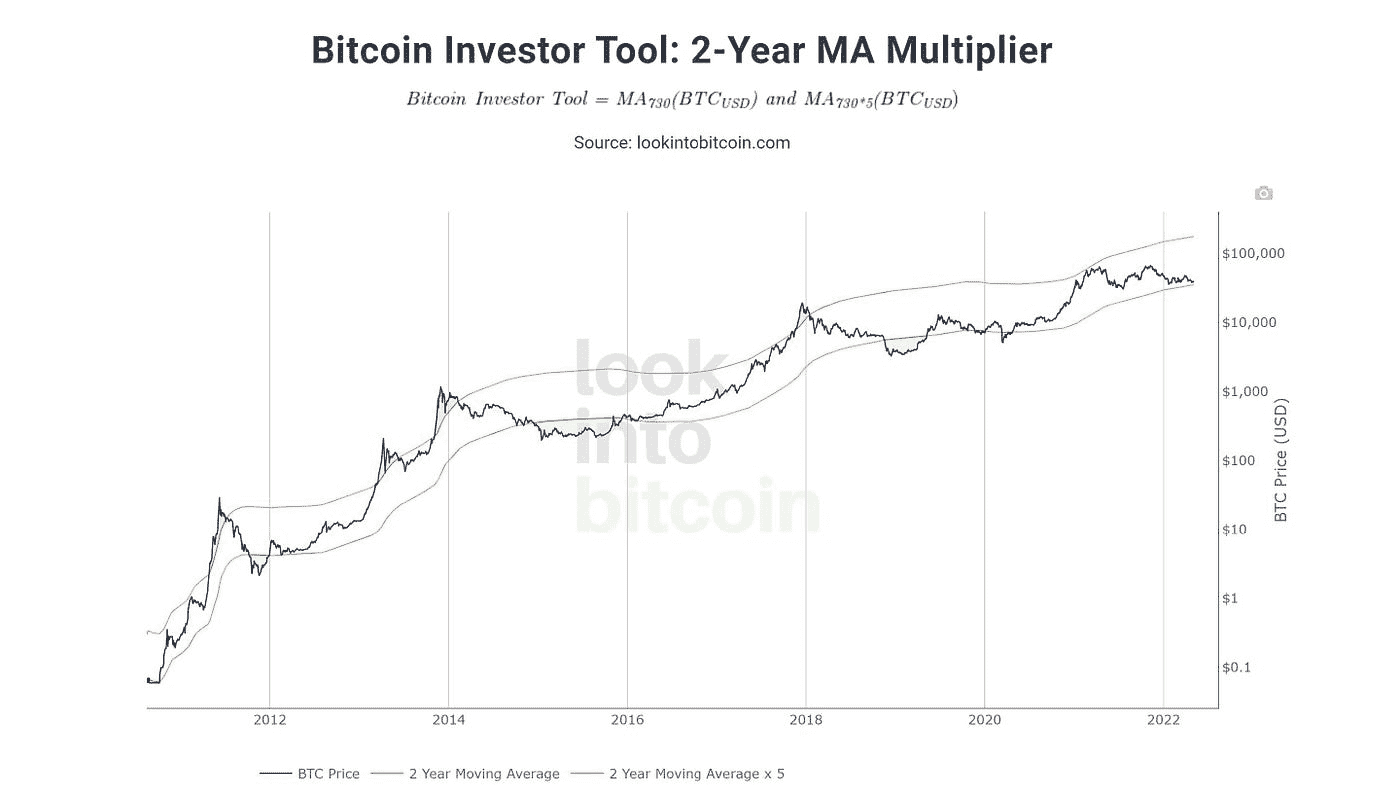 Bitcoin Investor Tool: 2-Year MA Multiplier
Bitcoin Investor Tool = MA730(BTCUSD) and MA730*5(BTCUSD)
Source: lookintobitcoin.com
$100,000
$10,000
$1,000
$100
$10
$1
$0.1
BTC Price (USD)
look
into
bitcoin
2012 2014 2016 2018 2020 2022
BTC Price 2 Year Moving Average 2 Year Moving Average x 5